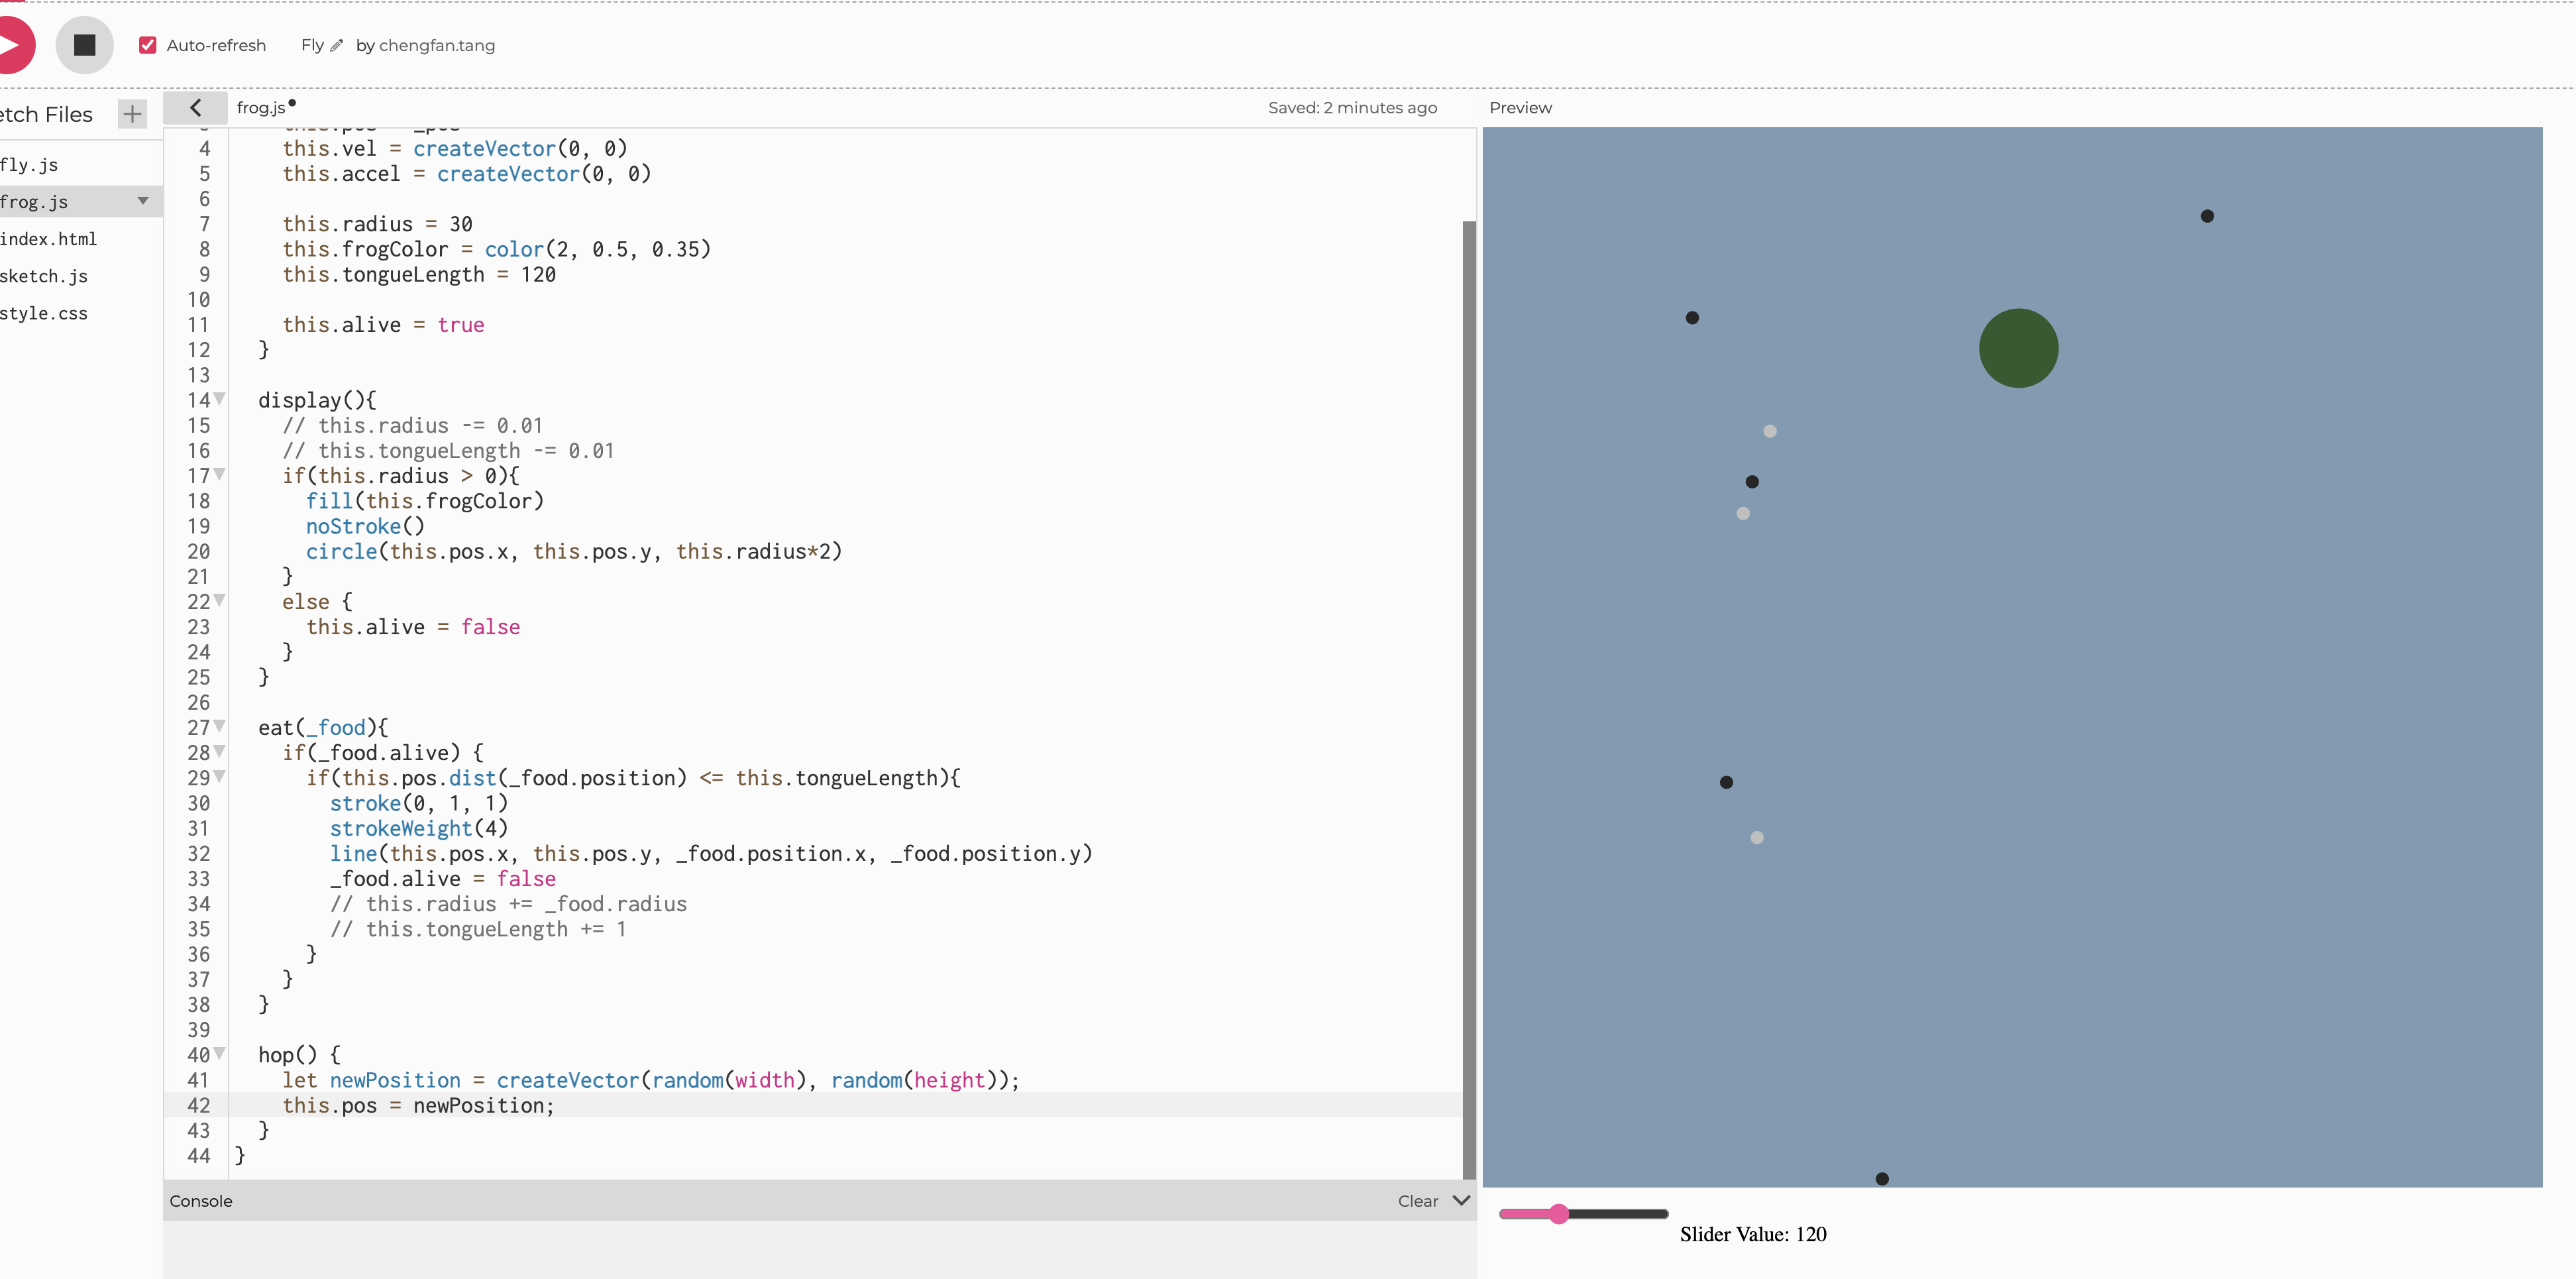 Auto-refresh Fly by chengfan.tang
etch Files
fly.js
frog.js
index.html
sketch.js
style.css
frog.js
Saved: 2 minutes ago
4 this.vel = createVector(0, 0)
5 this.accel = createVector(0, 0)
6
7 this.radius = 30
8 this.frogColor = color(2, 0.5, 0.35)
9 this.tongueLength = 120
10
11 this.alive = true
12 }
13
14 display(){
15 // this.radius -= 0.01
16 // this.tongueLength -= 0.01
17 if(this.radius > 0){
18 fill(this.frogColor)
19 noStroke()
20 circle(this.pos.x, this.pos.y, this.radius*2)
21 }
22 else {
23 this.alive = false
24 }
25 }
26
27 eat(_food){
28 if(_food.alive) {
29 if(this.pos.dist(_food.position) <= this.tongueLength){
30 stroke(0, 1, 1)
31 strokeWeight(4)
32 line(this.pos.x, this.pos.y, _food.position.x, _food.position.y)
33 _food.alive = false
34 // this.radius += _food.radius
35 // this.tongueLength += 1
36 }
37 }
38 }
39
40 hop() {
41 let newPosition = createVector(random(width), random(height));
42 this.pos = newPosition;
43 }
44 }
Console
Clear
Preview
Slider Value: 120